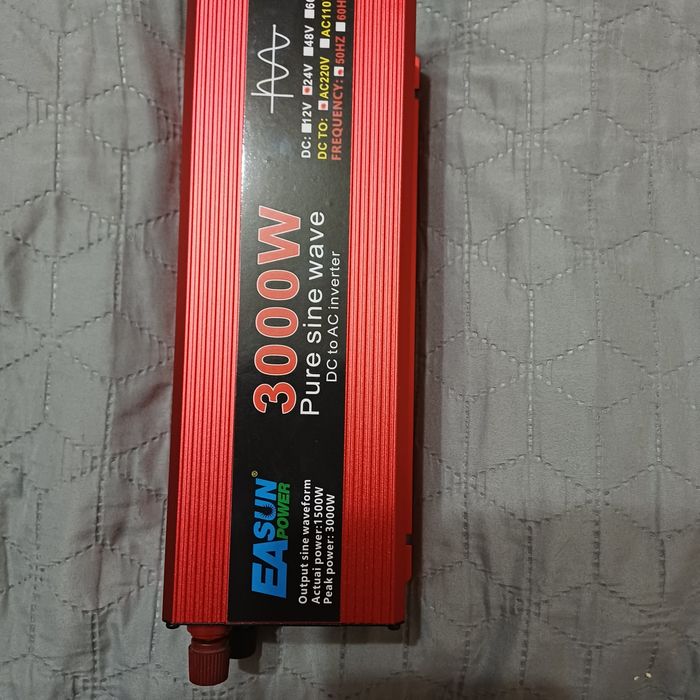 EASUN®
POWER
Output sine waveform
Actuai power:1500W
Peak power: 3000W
3000W
Pure sine wave
DC to AC inverter
DC: 12V 24V 48V
DC TO: AC220V AC110
FREQUENCY: 50HZ 60H